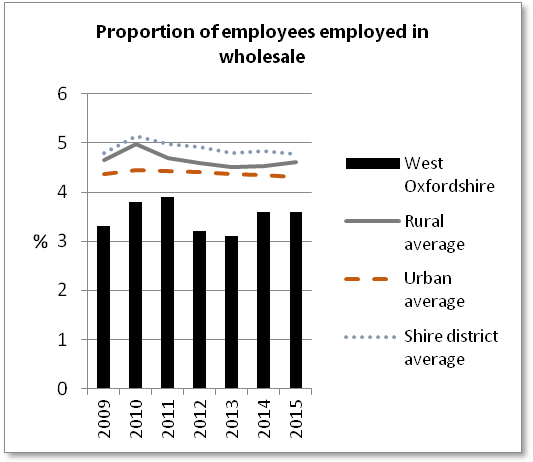 Proportion of employees employed in
wholesale
6
5
4
3
2
1
0
%
2009
2010
2011
2012
2013
2014
2015
West
Oxfordshire
Rural
average
Urban
average
Shire district
average